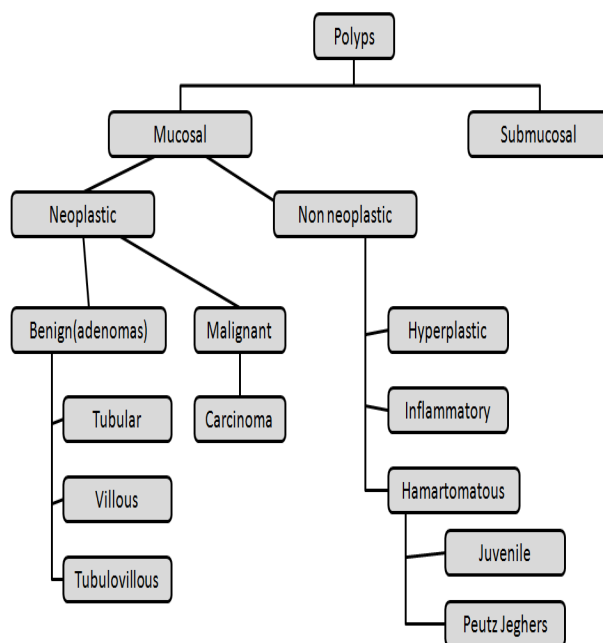 Polyps
Mucosal
Submucosal
Neoplastic
Non neoplastic
Benign(adenomas)
Malignant
Hyperplastic
Tubular
Carcinoma
Inflammatory
Villous
Hamartomatous
Tubulovillous
Juvenile
Peutz Jeghers